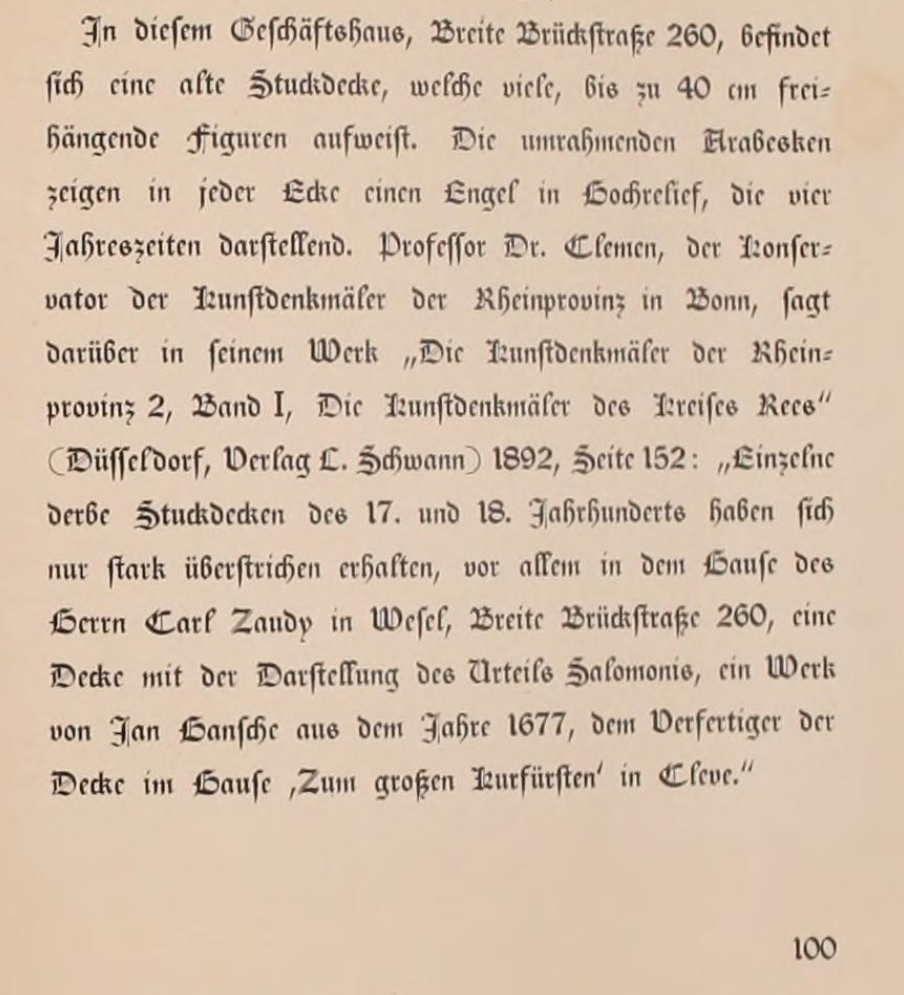 In diesem Geschäftshaus, Breite Brückstraße 260, befindet
sich eine alte Stuckdecke, welche viele, bis zu 40 cm frei-
hängende Figuren aufweist. Die umrahmenden Arabesken
zeigen in jeder Ecke einen Engel in Hochrelief, die vier
Jahreszeiten darstellend. Professor Dr. Clemen, der Konser-
vator der Kunstdenkmäler der Rheinprovinz in Bonn, sagt
darüber in seinem Werk „Die Kunstdenkmäler der Rhein-
provinz 2, Band I, Die Kunstdenkmäler des Kreises Rees“
(Düsseldorf, Verlag L. Schwann) 1892, Seite 152: „Einzelne
derbe Stuckdecken des 17. und 18. Jahrhunderts haben sich
nur stark überstrichen erhalten, vor allem in dem Hause des
Herrn Carl Zaudy in Wesel, Breite Brückstraße 260, eine
Decke mit der Darstellung des Urteils Salomonis, ein Werk
von Jan Hansche aus dem Jahre 1677, dem Verfertiger der
Decke im Hause ‚Zum großen Kurfürsten‘ in Cleve.“
100